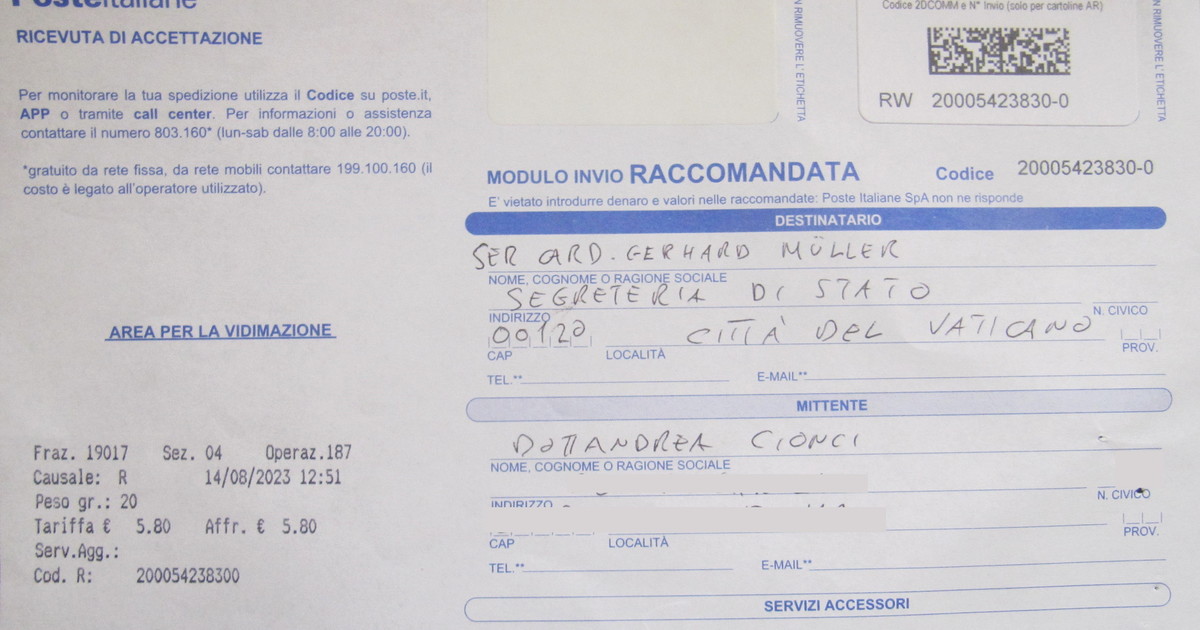 Posteitaliane
RICEVUTA DI ACCETTAZIONE
Per monitorare la tua spedizione utilizza il Codice su poste.it,
APP o tramite call center. Per informazioni o assistenza
contattare il numero 803.160* (lun-sab dalle 8:00 alle 20:00).
*gratuito da rete fissa, da rete mobili contattare 199.100.160 (il
costo è legato all'operatore utilizzato).
AREA PER LA VIDIMAZIONE
Fraz. 19017 Sez. 04 Operaz.187
Causale: R 14/08/2023 12:51
Peso gr.: 20
Tariffa € 5.80 Affr. € 5.80
Serv.Agg.:
Cod. R: 200054238300
N RIMUOVERE L'ETICHETTA
Codice 2DCOMM e N° Invio (solo per cartoline AR)
RW 20005423830-0
N RIMUOVERE L'ETICHETTA
MODULO INVIO RACCOMANDATA Codice 20005423830-0
E' vietato introdurre denaro e valori nelle raccomandate: Poste Italiane SpA non ne risponde
DESTINATARIO
SER CARD. GERHARD MÜLLER
NOME, COGNOME O RAGIONE SOCIALE
SEGRETERIA DI STATO
INDIRIZZO N. CIVICO
00120 CITTÀ DEL VATICANO
CAP LOCALITÀ PROV.
TEL.** E-MAIL**
MITTENTE
DOTT ANDREA CIONCI
NOME, COGNOME O RAGIONE SOCIALE
INDIRIZZO N. CIVICO
CAP LOCALITÀ PROV.
TEL.** E-MAIL**
SERVIZI ACCESSORI